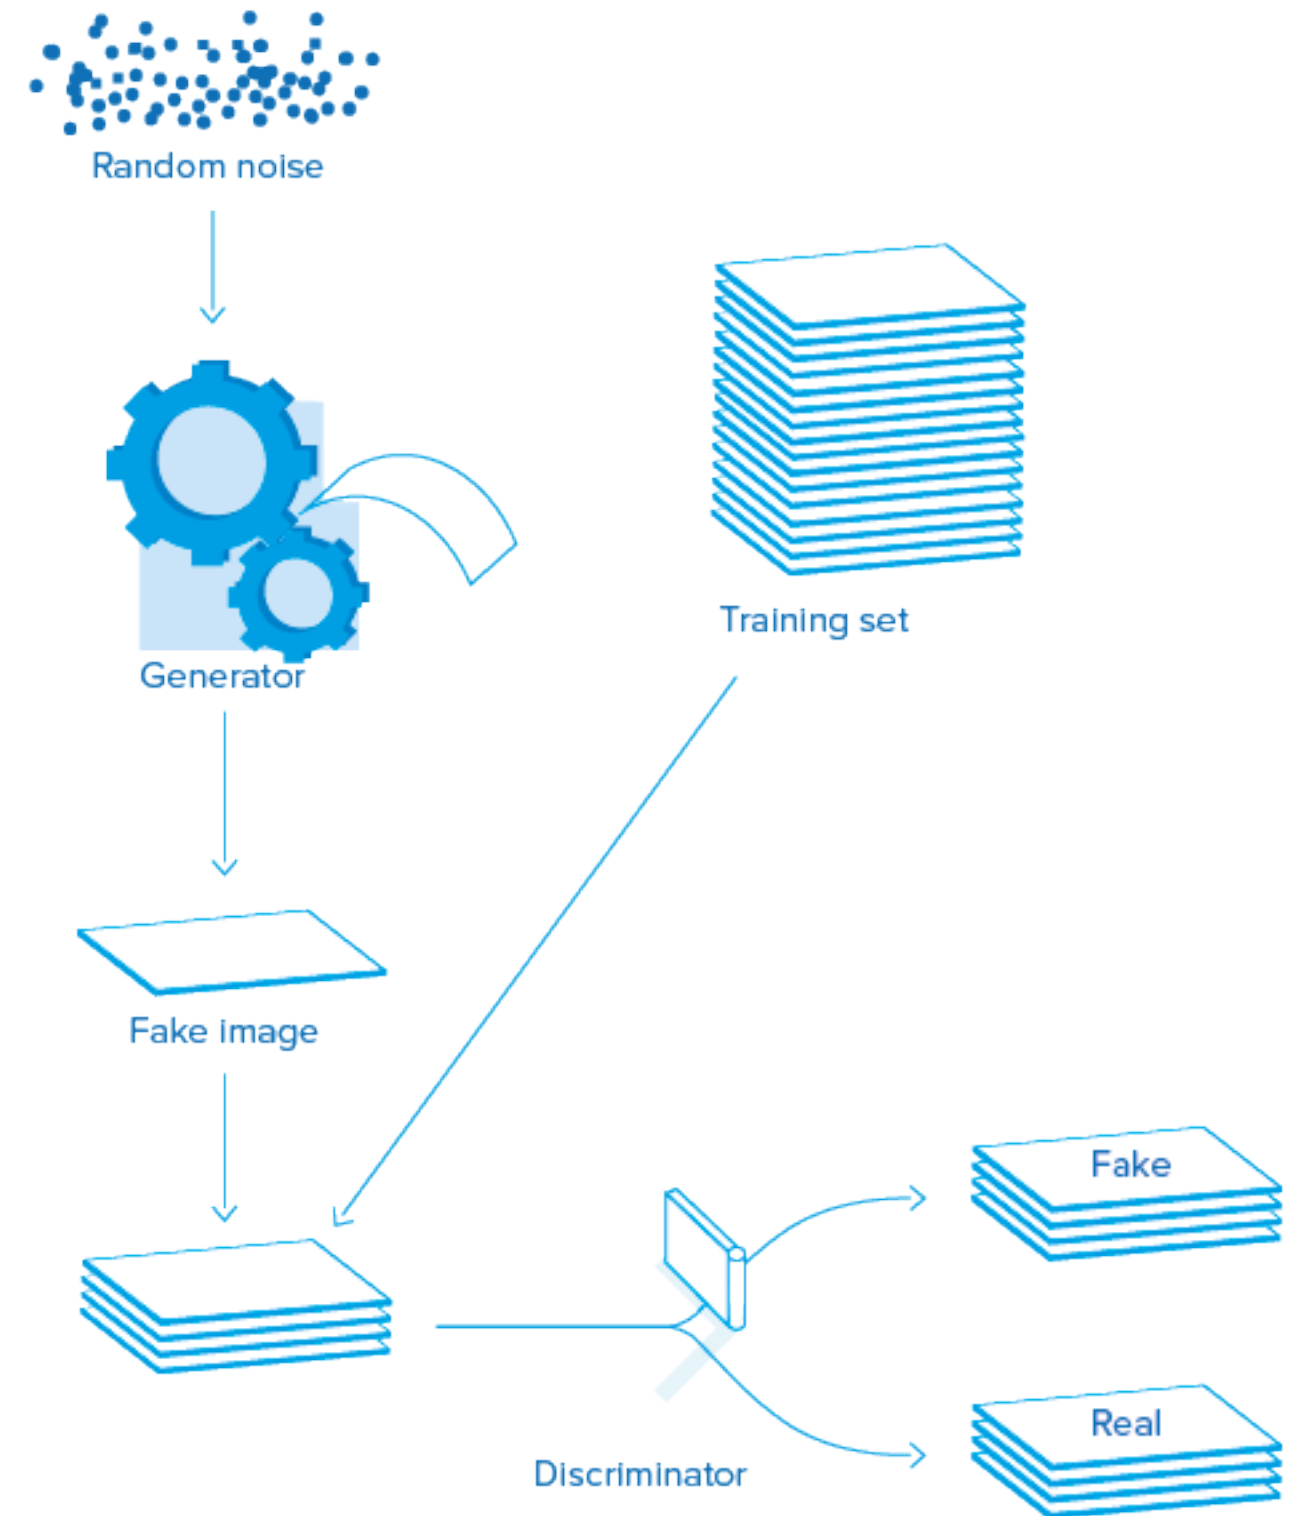 Random noise
Generator
Training set
Fake image
Fake
Real
Discriminator